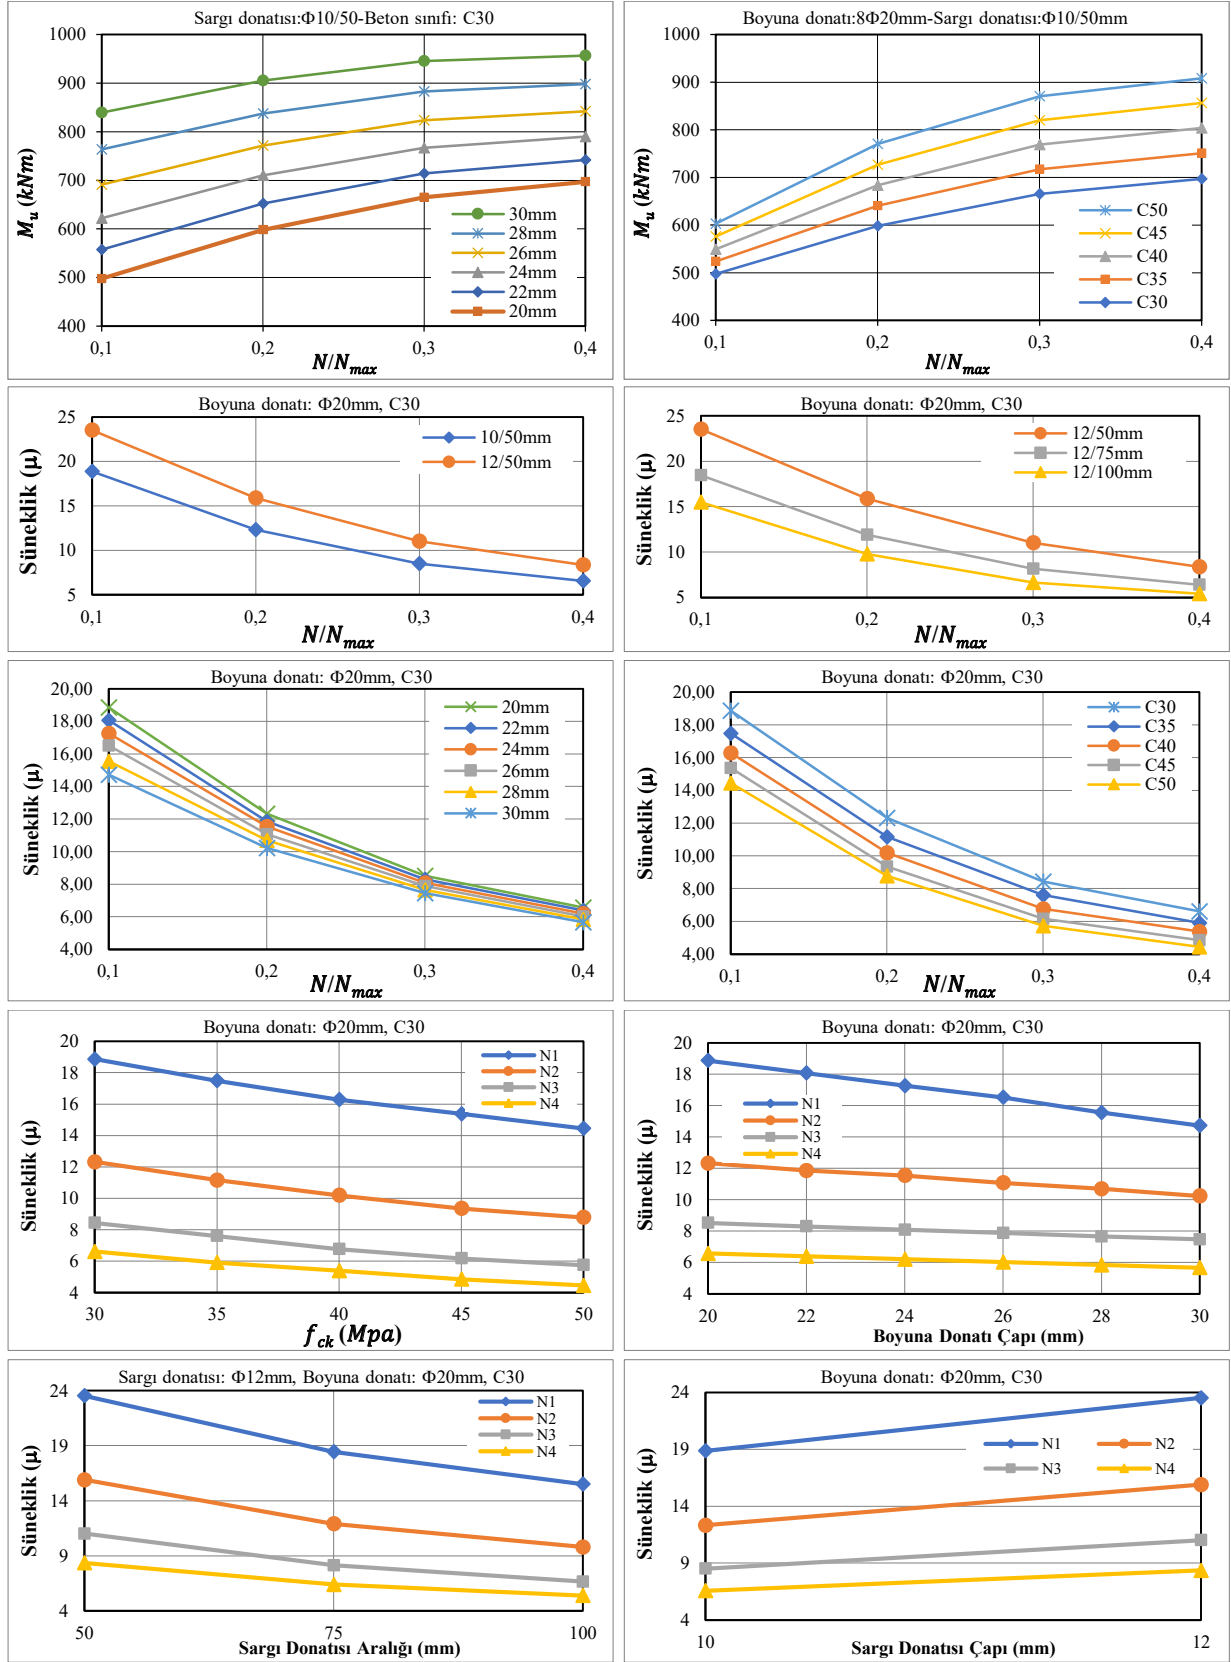 Sargı donatısı:Φ10/50-Beton sınıfı: C30
1000
900
800
700
600
500
400
M_u (kNm)
30mm
28mm
26mm
24mm
22mm
20mm
0,1 0,2 0,3 0,4
N/N_max
Boyuna donatı:8Φ20mm-Sargı donatısı:Φ10/50mm
1000
900
800
700
600
500
400
M_u (kNm)
C50
C45
C40
C35
C30
0,1 0,2 0,3 0,4
N/N_max
Boyuna donatı: Φ20mm, C30
25
20
15
10
5
Süneklik (μ)
10/50mm
12/50mm
0,1 0,2 0,3 0,4
N/N_max
Boyuna donatı: Φ20mm, C30
25
20
15
10
5
Süneklik (μ)
12/50mm
12/75mm
12/100mm
0,1 0,2 0,3 0,4
N/N_max
Boyuna donatı: Φ20mm, C30
20,00
18,00
16,00
14,00
12,00
10,00
8,00
6,00
4,00
Süneklik (μ)
20mm
22mm
24mm
26mm
28mm
30mm
0,1 0,2 0,3 0,4
N/N_max
Boyuna donatı: Φ20mm, C30
20,00
18,00
16,00
14,00
12,00
10,00
8,00
6,00
4,00
Süneklik (μ)
C30
C35
C40
C45
C50
0,1 0,2 0,3 0,4
N/N_max
Boyuna donatı: Φ20mm, C30
20
18
16
14
12
10
8
6
4
Süneklik (μ)
N1
N2
N3
N4
30 35 40 45 50
f_ck (Mpa)
Boyuna donatı: Φ20mm, C30
20
18
16
14
12
10
8
6
4
Süneklik (μ)
N1
N2
N3
N4
20 22 24 26 28 30
Boyuna Donatı Çapı (mm)
Sargı donatısı: Φ12mm, Boyuna donatı: Φ20mm, C30
24
19
14
9
4
Süneklik (μ)
N1
N2
N3
N4
50 75 100
Sargı Donatısı Aralığı (mm)
Boyuna donatı: Φ20mm, C30
24
19
14
9
4
Süneklik (μ)
N1 N2
N3 N4
10 12
Sargı Donatısı Çapı (mm)